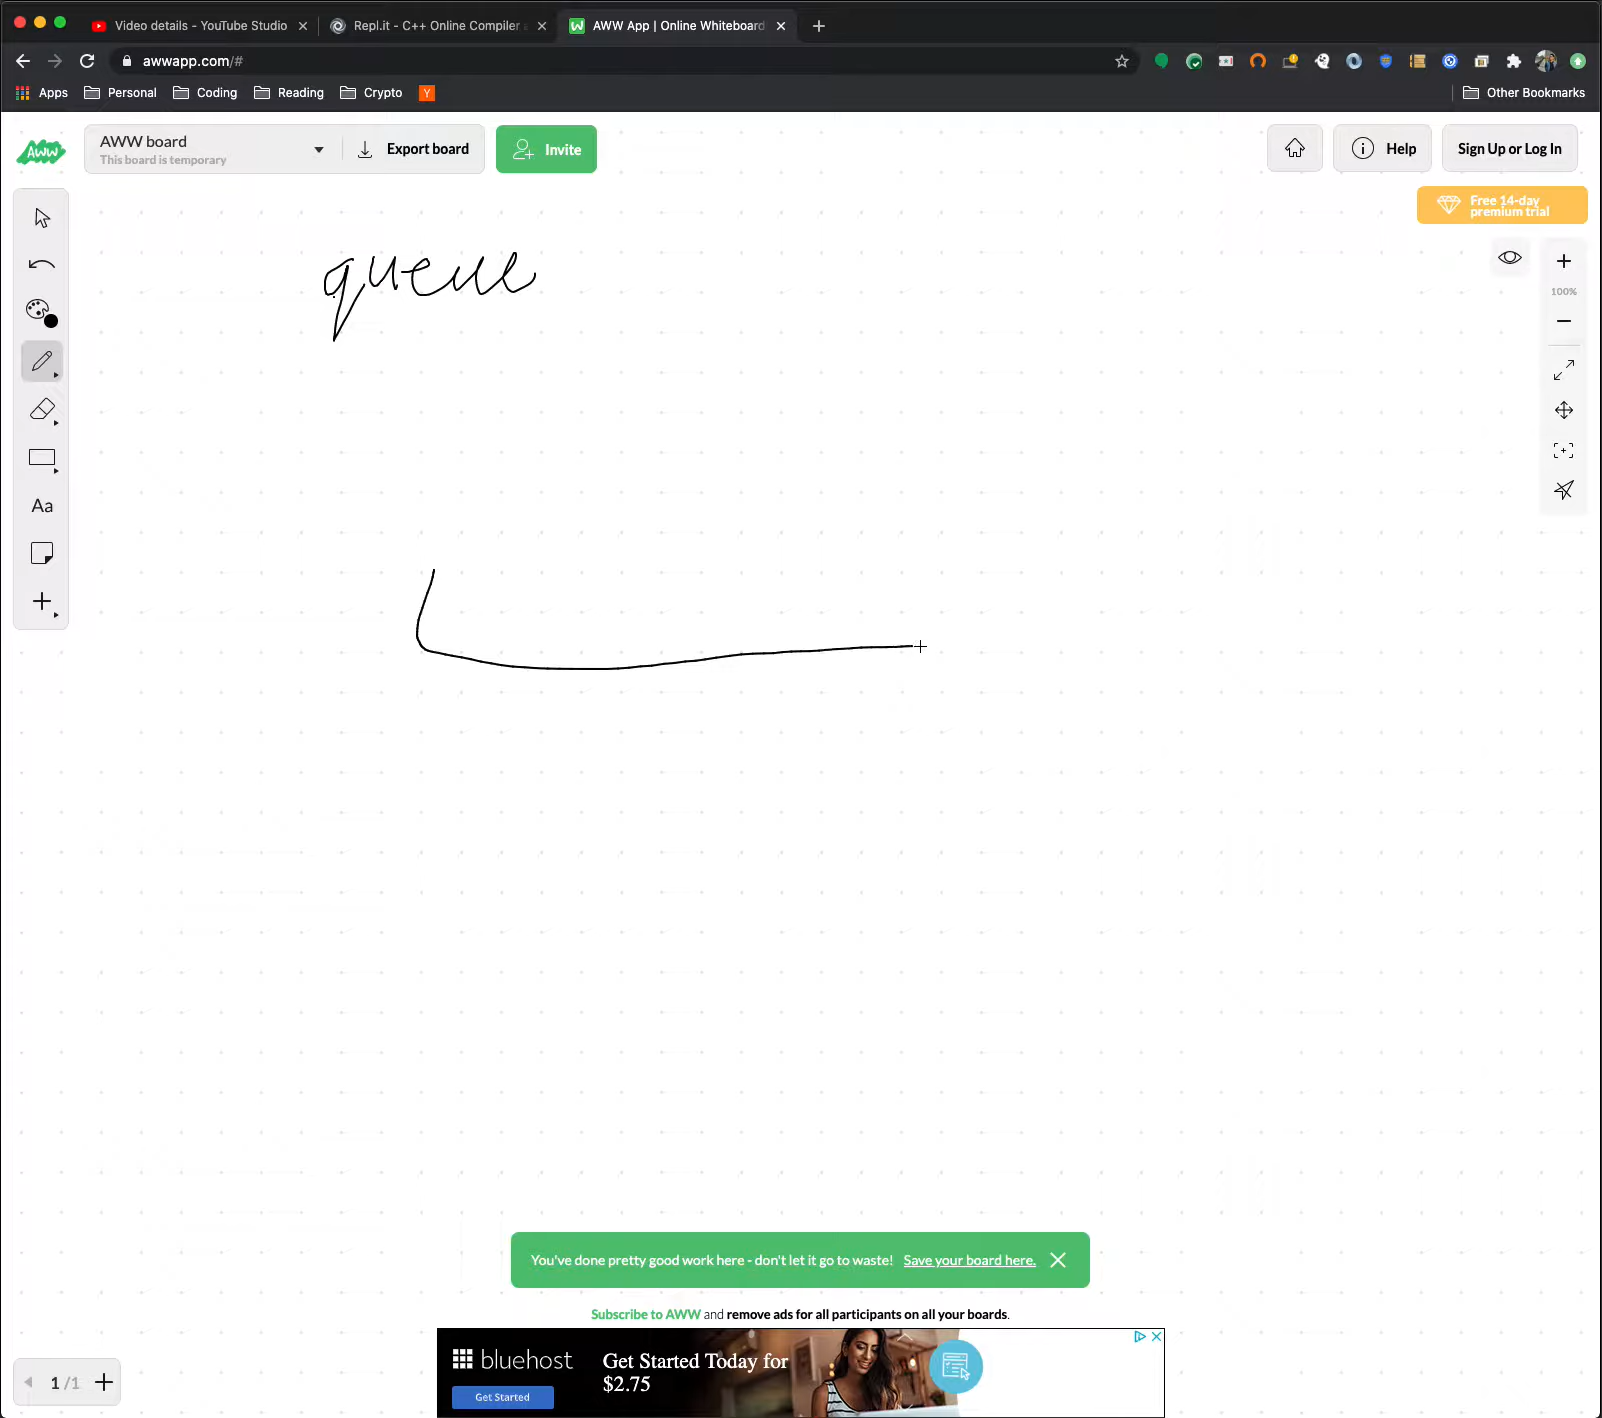 Video details - YouTube Studio
Repl.it - C++ Online Compiler
AWW App | Online Whiteboard
awwapp.com/#
Apps
Personal
Coding
Reading
Crypto
Y
Other Bookmarks
AWW
AWW board
This board is temporary
Export board
Invite
Help
Sign Up or Log In
Free 14-day
premium trial
queue
100%
Aa
You've done pretty good work here - don't let it go to waste! Save your board here.
Subscribe to AWW and remove ads for all participants on all your boards.
bluehost
Get Started Today for
$2.75
Get Started
1 /1